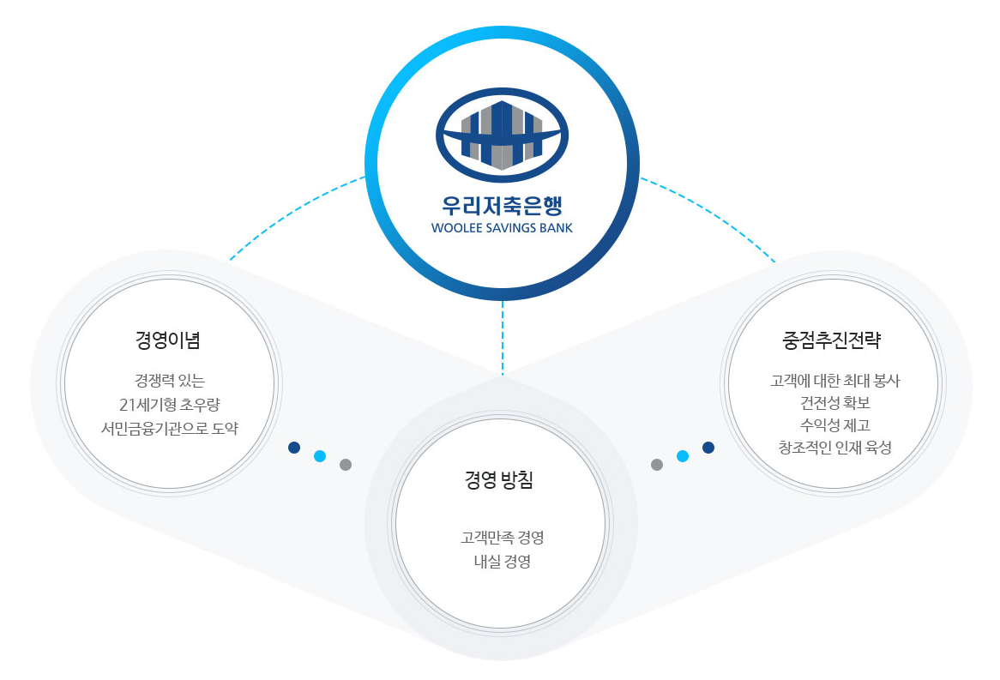 우리저축은행
WOOLEE SAVINGS BANK
경영이념
경쟁력 있는
21세기형 초우량
서민금융기관으로 도약
경영 방침
고객만족 경영
내실 경영
중점추진전략
고객에 대한 최대 봉사
건전성 확보
수익성 제고
창조적인 인재 육성